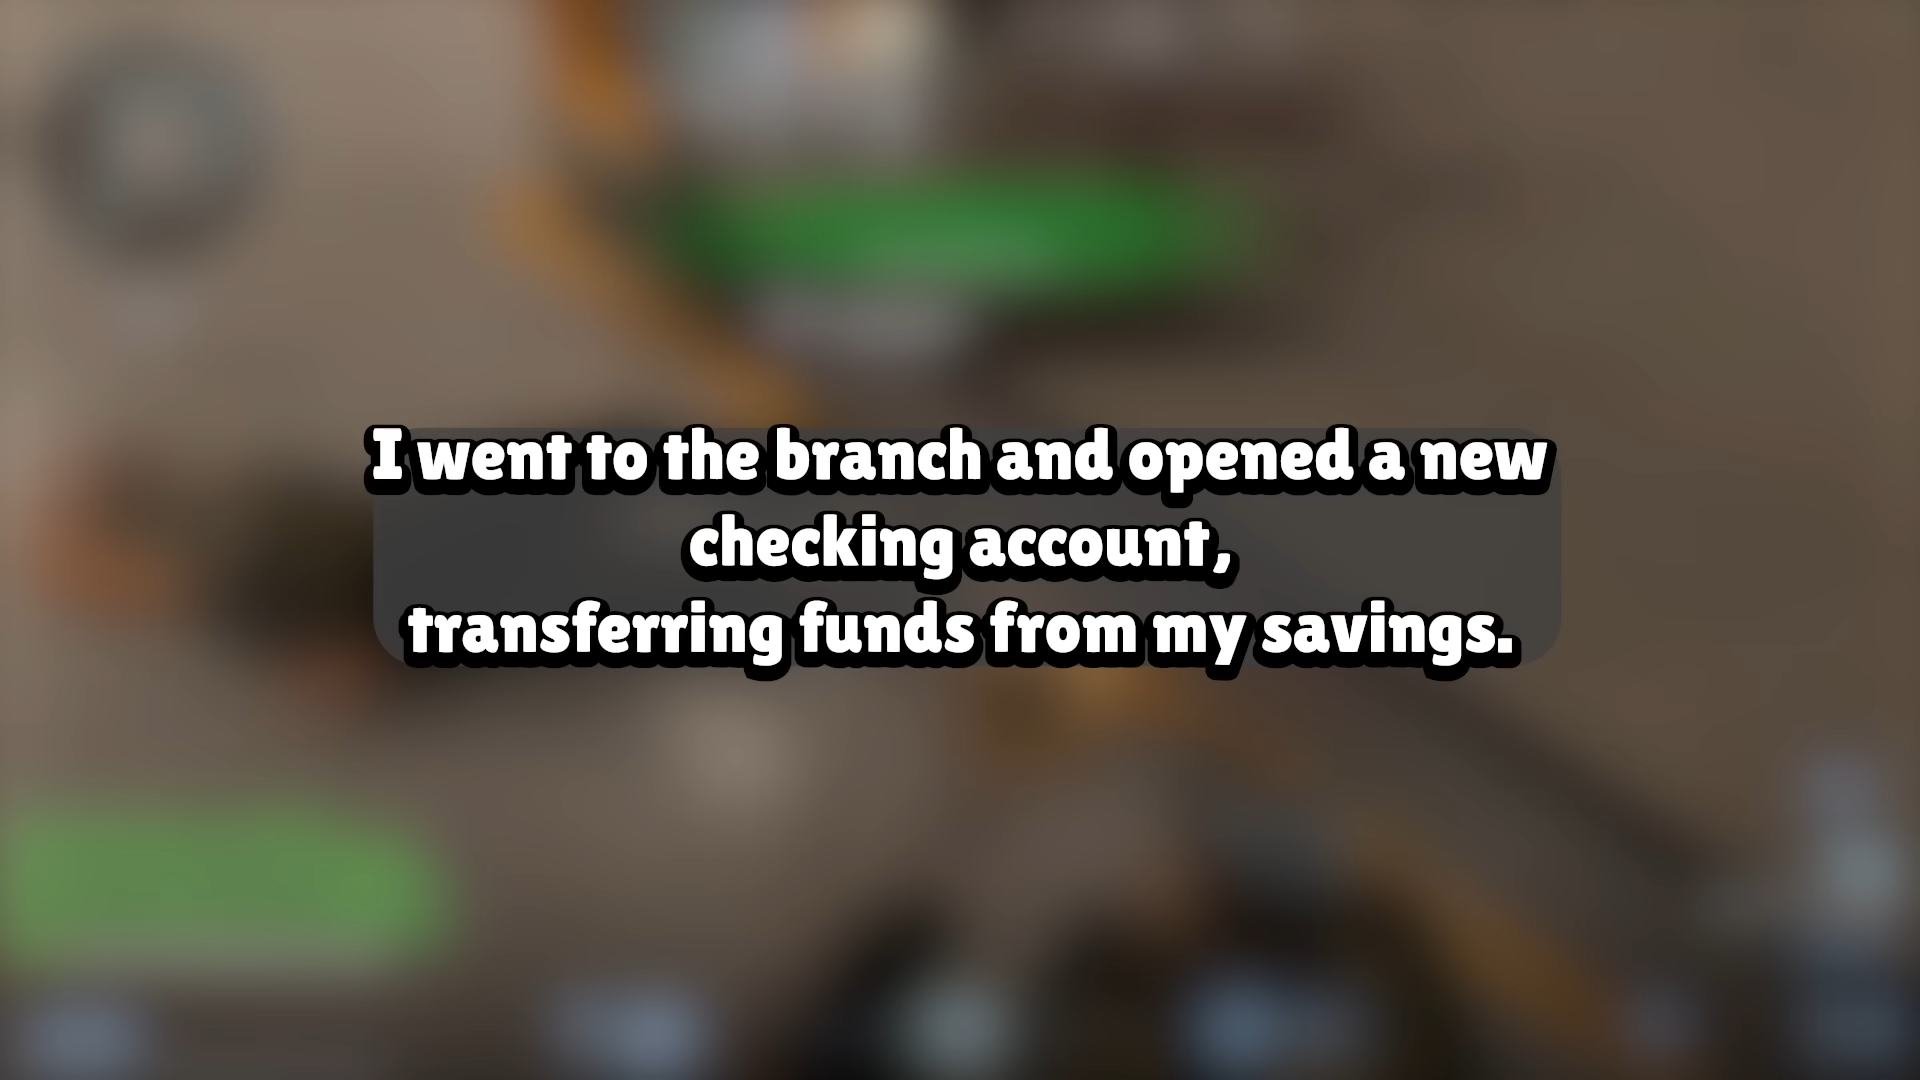 I went to the branch and opened a new
checking account,
transferring funds from my savings.